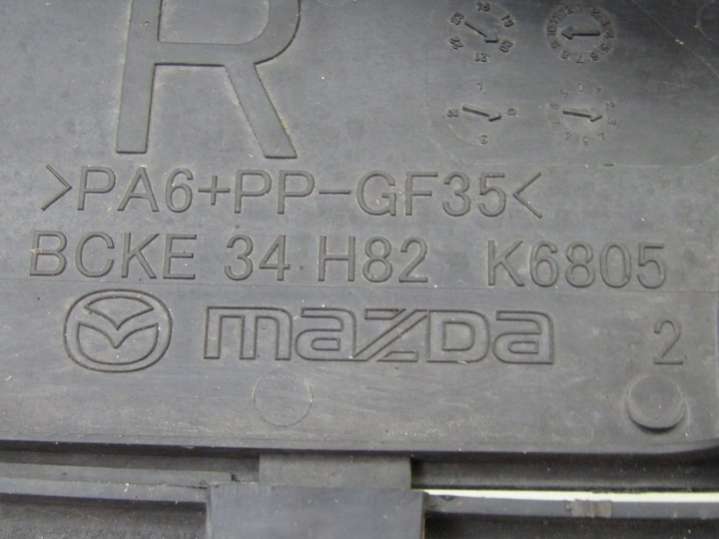 R
>PA6+PP-GF35<
BCKE 34 H82 K6805
mazda 2